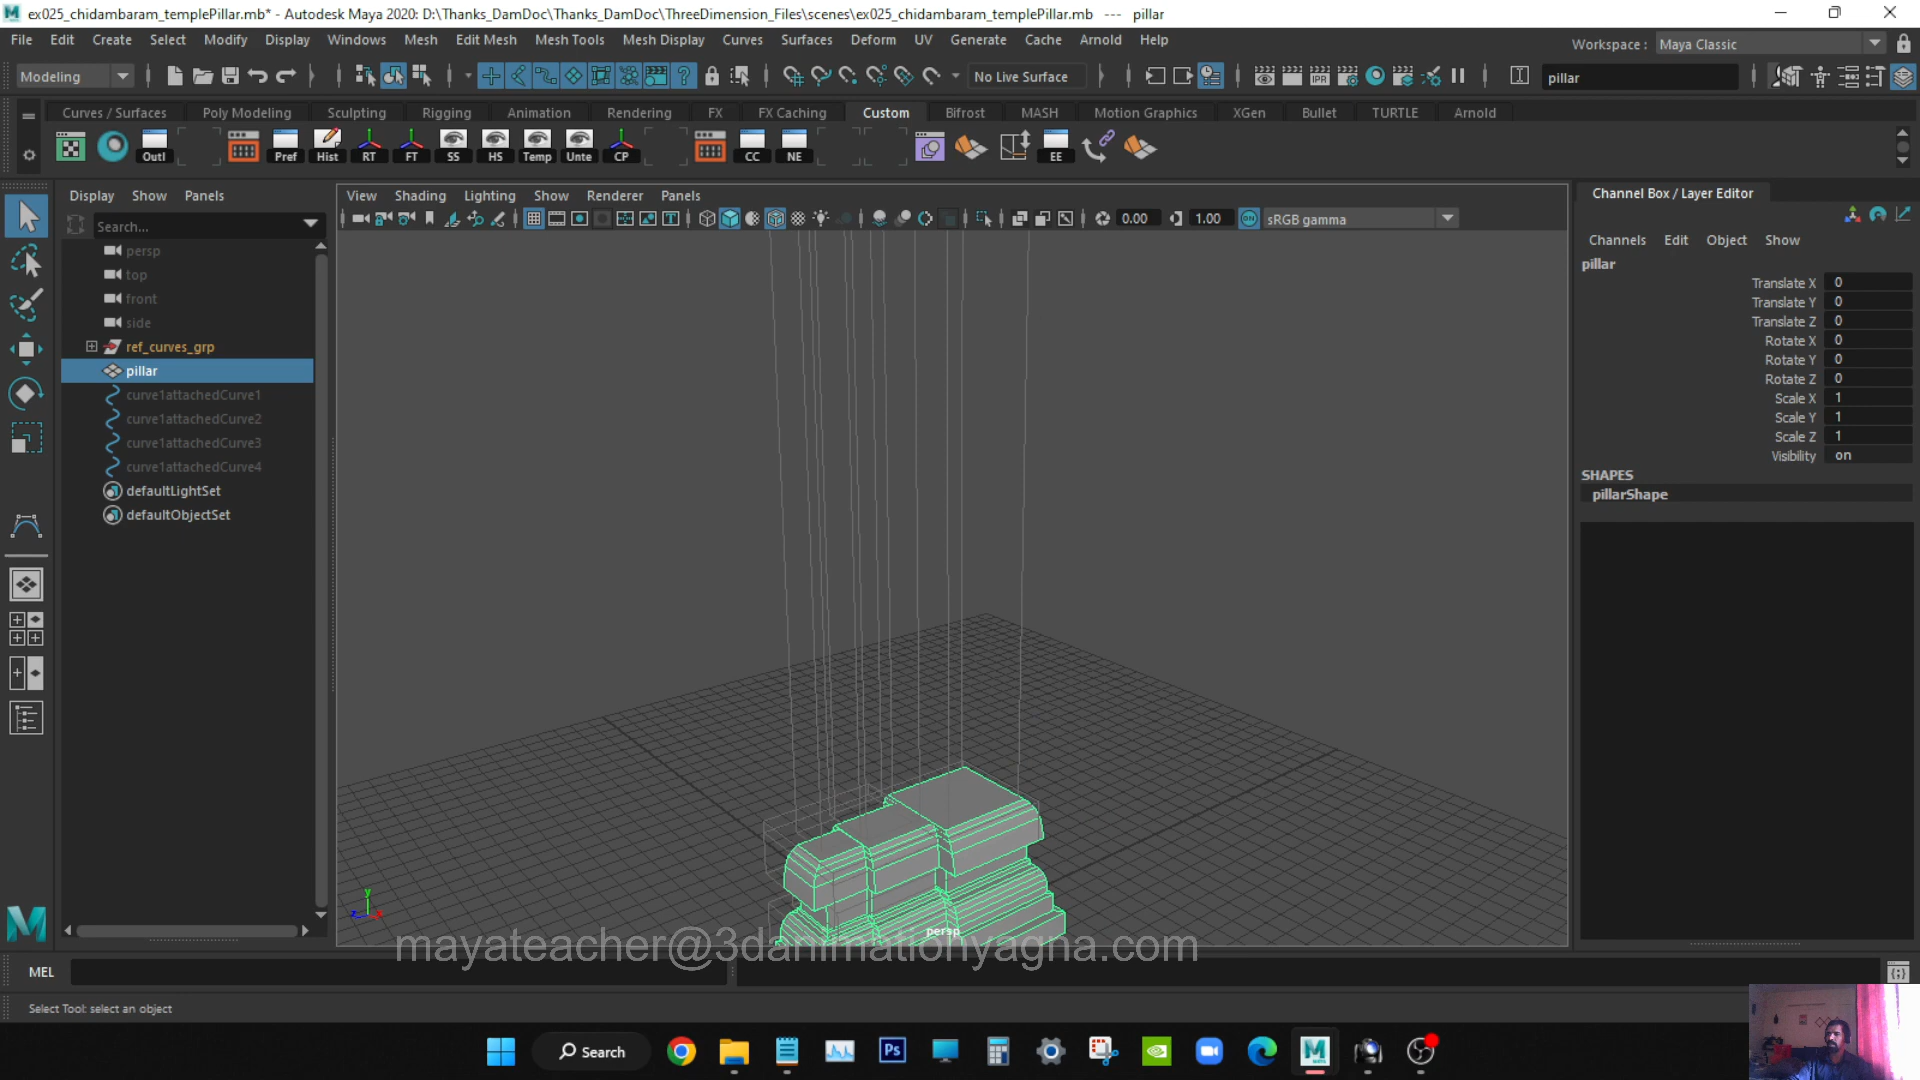 ex025_chidambaram_templePillar.mb* - Autodesk Maya 2020: D:\Thanks_DamDoc\Thanks_DamDoc\ThreeDimension_Files\scenes\ex025_chidambaram_templePillar.mb --- pillar
File Edit Create Select Modify Display Windows Mesh Edit Mesh Mesh Tools Mesh Display Curves Surfaces Deform UV Generate Cache Arnold Help
Workspace : Maya Classic
Modeling
No Live Surface
pillar
Curves / Surfaces Poly Modeling Sculpting Rigging Animation Rendering FX FX Caching Custom Bifrost MASH Motion Graphics XGen Bullet TURTLE Arnold
Outl Pref Hist RT FT SS HS Temp Unte CP CC NE EE
Display Show Panels
Search...
persp
top
front
side
ref_curves_grp
pillar
curve1attachedCurve1
curve1attachedCurve2
curve1attachedCurve3
curve1attachedCurve4
defaultLightSet
defaultObjectSet
View Shading Lighting Show Renderer Panels
0.00 1.00 ON sRGB gamma
persp
mayateacher@3danimationyagna.com
Channel Box / Layer Editor
Channels Edit Object Show
pillar
Translate X 0
Translate Y 0
Translate Z 0
Rotate X 0
Rotate Y 0
Rotate Z 0
Scale X 1
Scale Y 1
Scale Z 1
Visibility on
SHAPES
pillarShape
MEL
Select Tool: select an object
Search